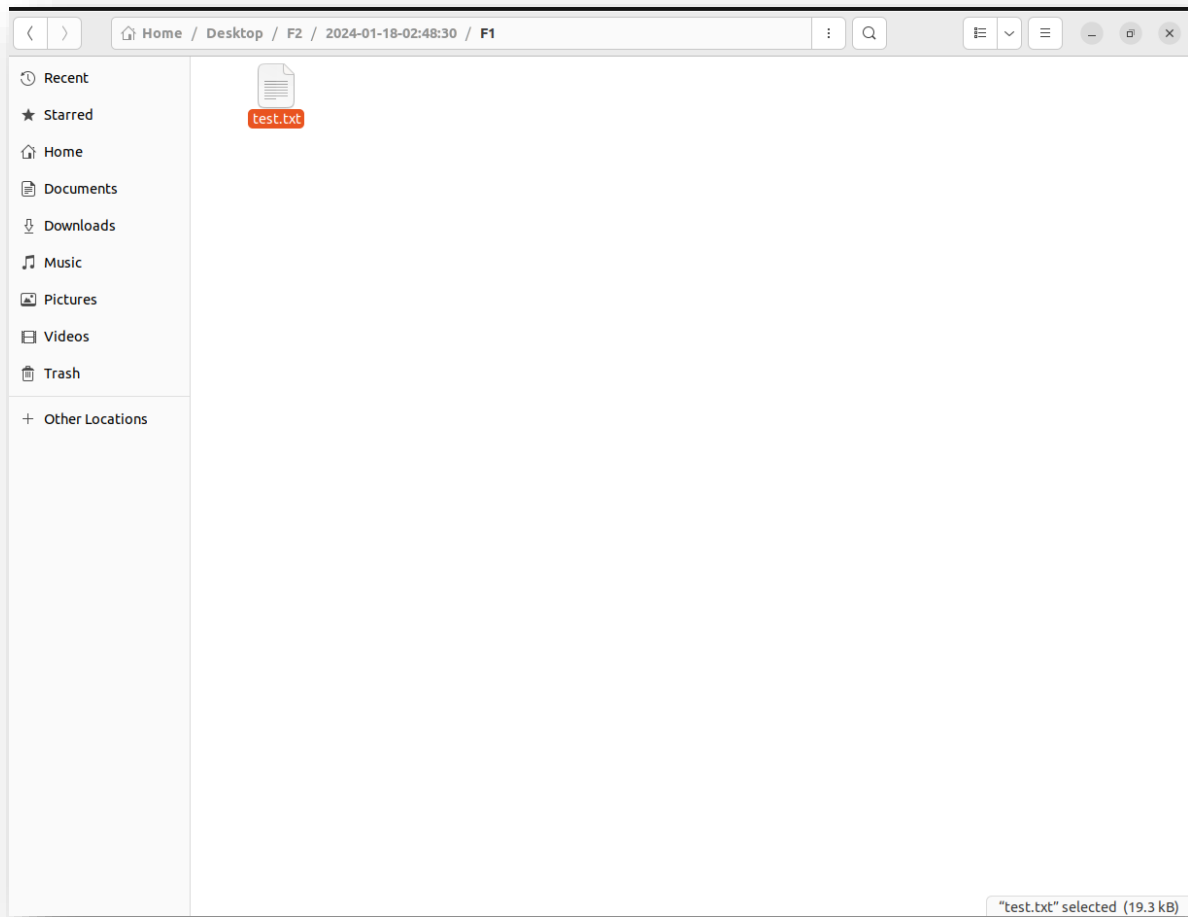 Home / Desktop / F2 / 2024-01-18-02:48:30 / F1
Recent
Starred
Home
Documents
Downloads
Music
Pictures
Videos
Trash
+ Other Locations
test.txt
“test.txt” selected (19.3 kB)